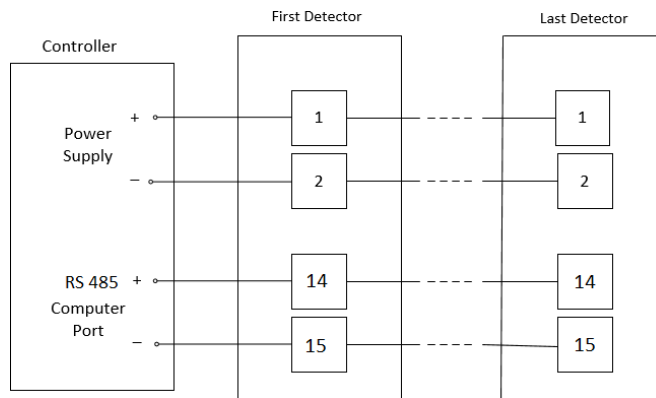 First Detector
Last Detector
Controller
+
1
1
Power
Supply
−
2
2
RS 485
Computer
Port
+
14
14
−
15
15